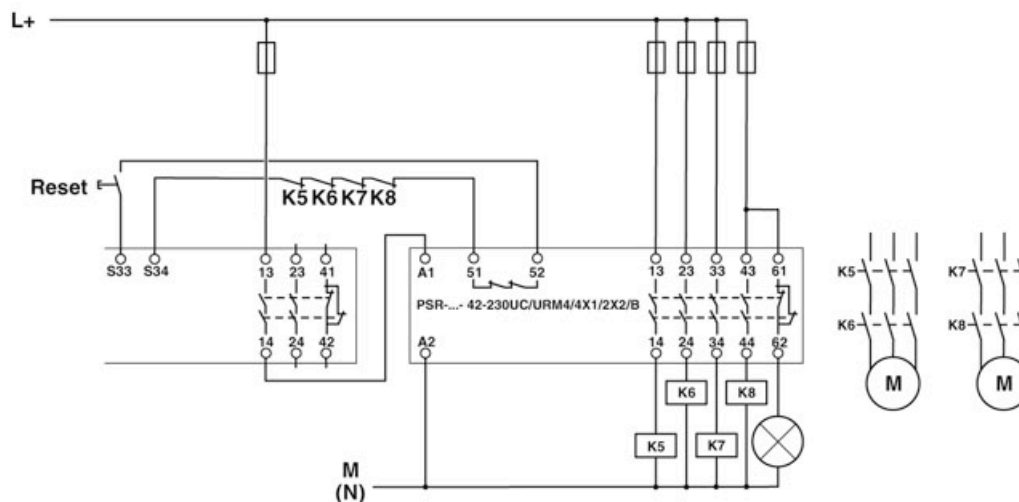 L+
Reset
K5 K6 K7 K8
S33 S34 13 23 41 A1 51 52 13 23 33 43 61
K5 K7
PSR-...- 42-230UC/URM4/4X1/2X2/B
K6 K8
14 24 42 A2 14 24 34 44 62
K6 K8 M M
K5 K7
M
(N)